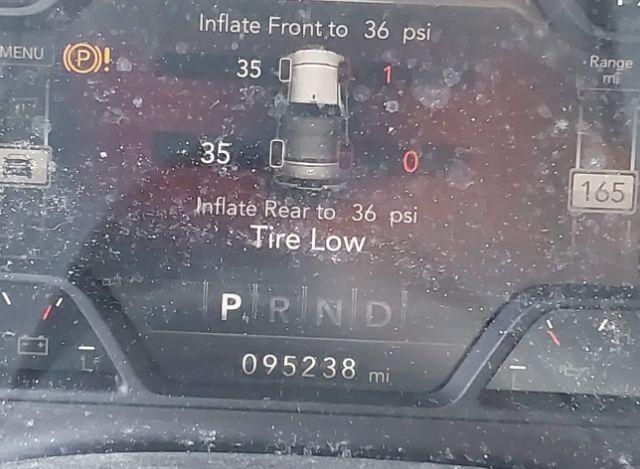 Inflate Front to 36 psi
MENU
(P)!
Range
mi
35 1
35 0
165
Inflate Rear to 36 psi
Tire Low
P R N D
095238 mi
L